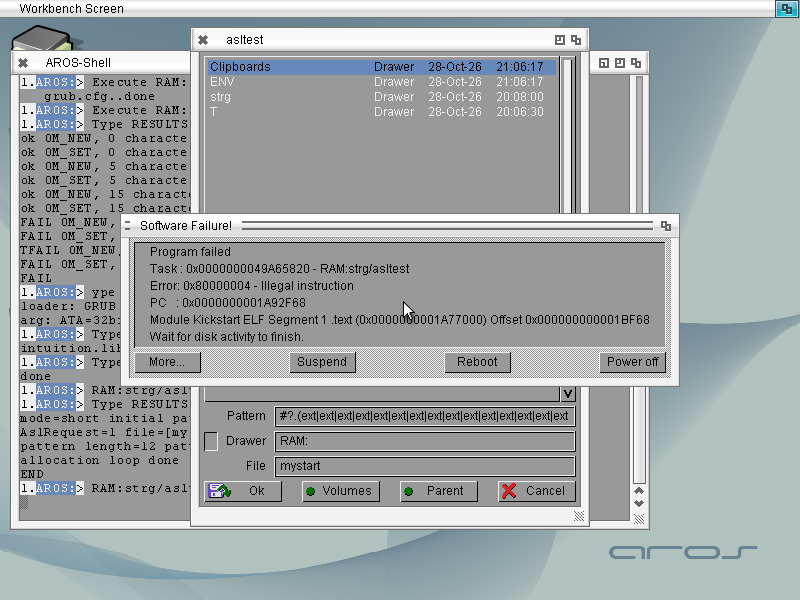 Workbench Screen
asltest
AROS-Shell
Clipboards Drawer 28-Oct-26 21:06:17
ENV Drawer 28-Oct-26 21:06:17
strg Drawer 28-Oct-26 20:08:00
T Drawer 28-Oct-26 20:06:30
1.AROS:> Execute RAM:
grub.cfg..done
1.AROS:> Execute RAM:
1.AROS:> Type RESULTS
ok OM_NEW, 0 characte
ok OM_SET, 0 characte
ok OM_NEW, 5 characte
ok OM_SET, 5 characte
ok OM_NEW, 15 characte
ok OM_SET, 15 charact
FAIL OM_NEW,
FAIL OM_SET,
TFAIL OM_NEW,
FAIL OM_SET,
FAIL
1.AROS:> ype
loader: GRUB
arg: ATA=32bi
1.AROS:> Type
intuition.lib
1.AROS:> Type
done
1.AROS:> RAM:strg/asl
1.AROS:> Type RESULTS
mode=short initial pa
AslRequest=1 file=[my
pattern length=12 pat
allocation loop done
END
1.AROS:> RAM:strg/asl
Software Failure!
Program failed
Task : 0x0000000049A65820 - RAM:strg/asltest
Error: 0x80000004 - Illegal instruction
PC : 0x0000000001A92F68
Module Kickstart ELF Segment 1 .text (0x0000000001A77000) Offset 0x000000000001BF68
Wait for disk activity to finish.
More... Suspend Reboot Power off
Pattern #?.(ext|ext|ext|ext|ext|ext|ext|ext|ext|ext|ext|ext|ext|ext
Drawer RAM:
File mystart
Ok Volumes Parent Cancel
aros